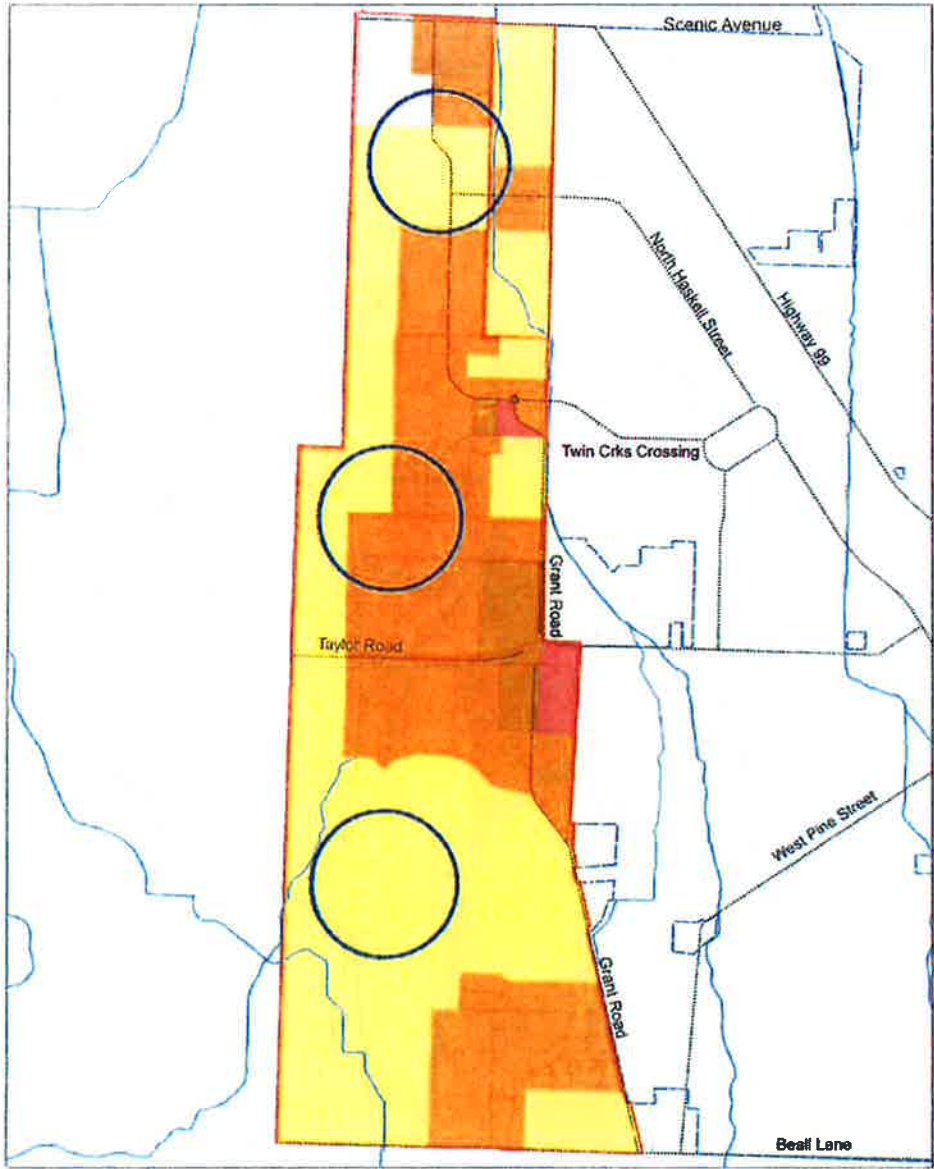 Scenic Avenue
North Haskell Street
Highway 99
Twin Crks Crossing
Grant Road
Taylor Road
West Pine Street
Grant Road
Beall Lane